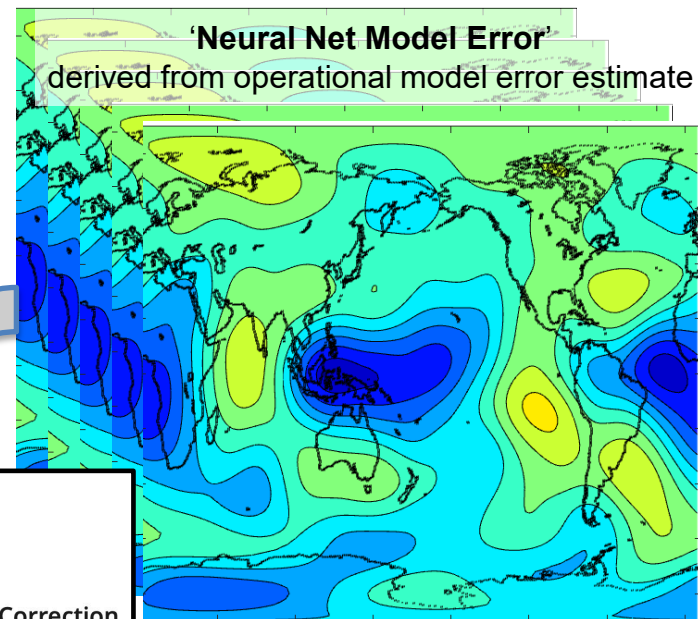 ‘Neural Net Model Error’
derived from operational model error estimate
Correction